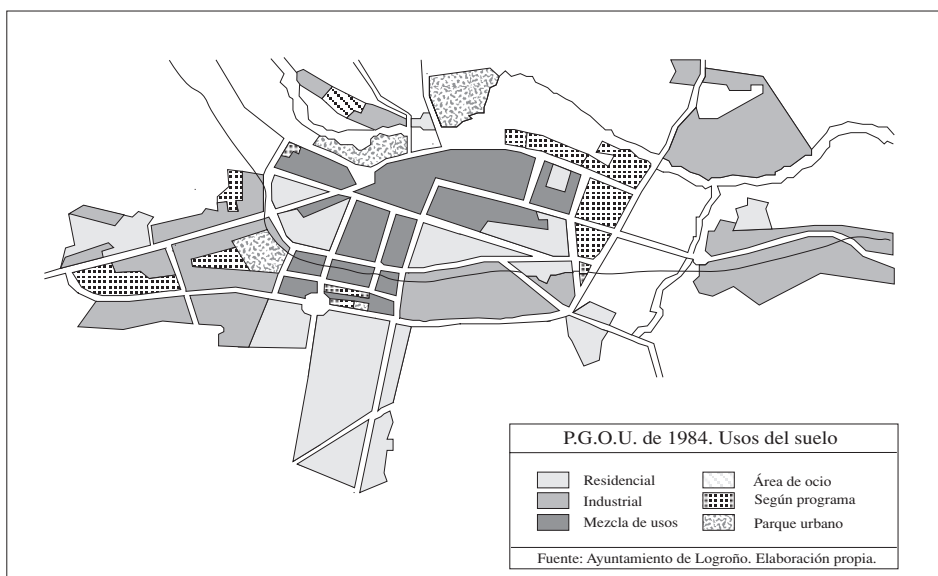 P.G.O.U. de 1984. Usos del suelo
Residencial
Industrial
Mezcla de usos
Área de ocio
Según programa
Parque urbano
Fuente: Ayuntamiento de Logroño. Elaboración propia.